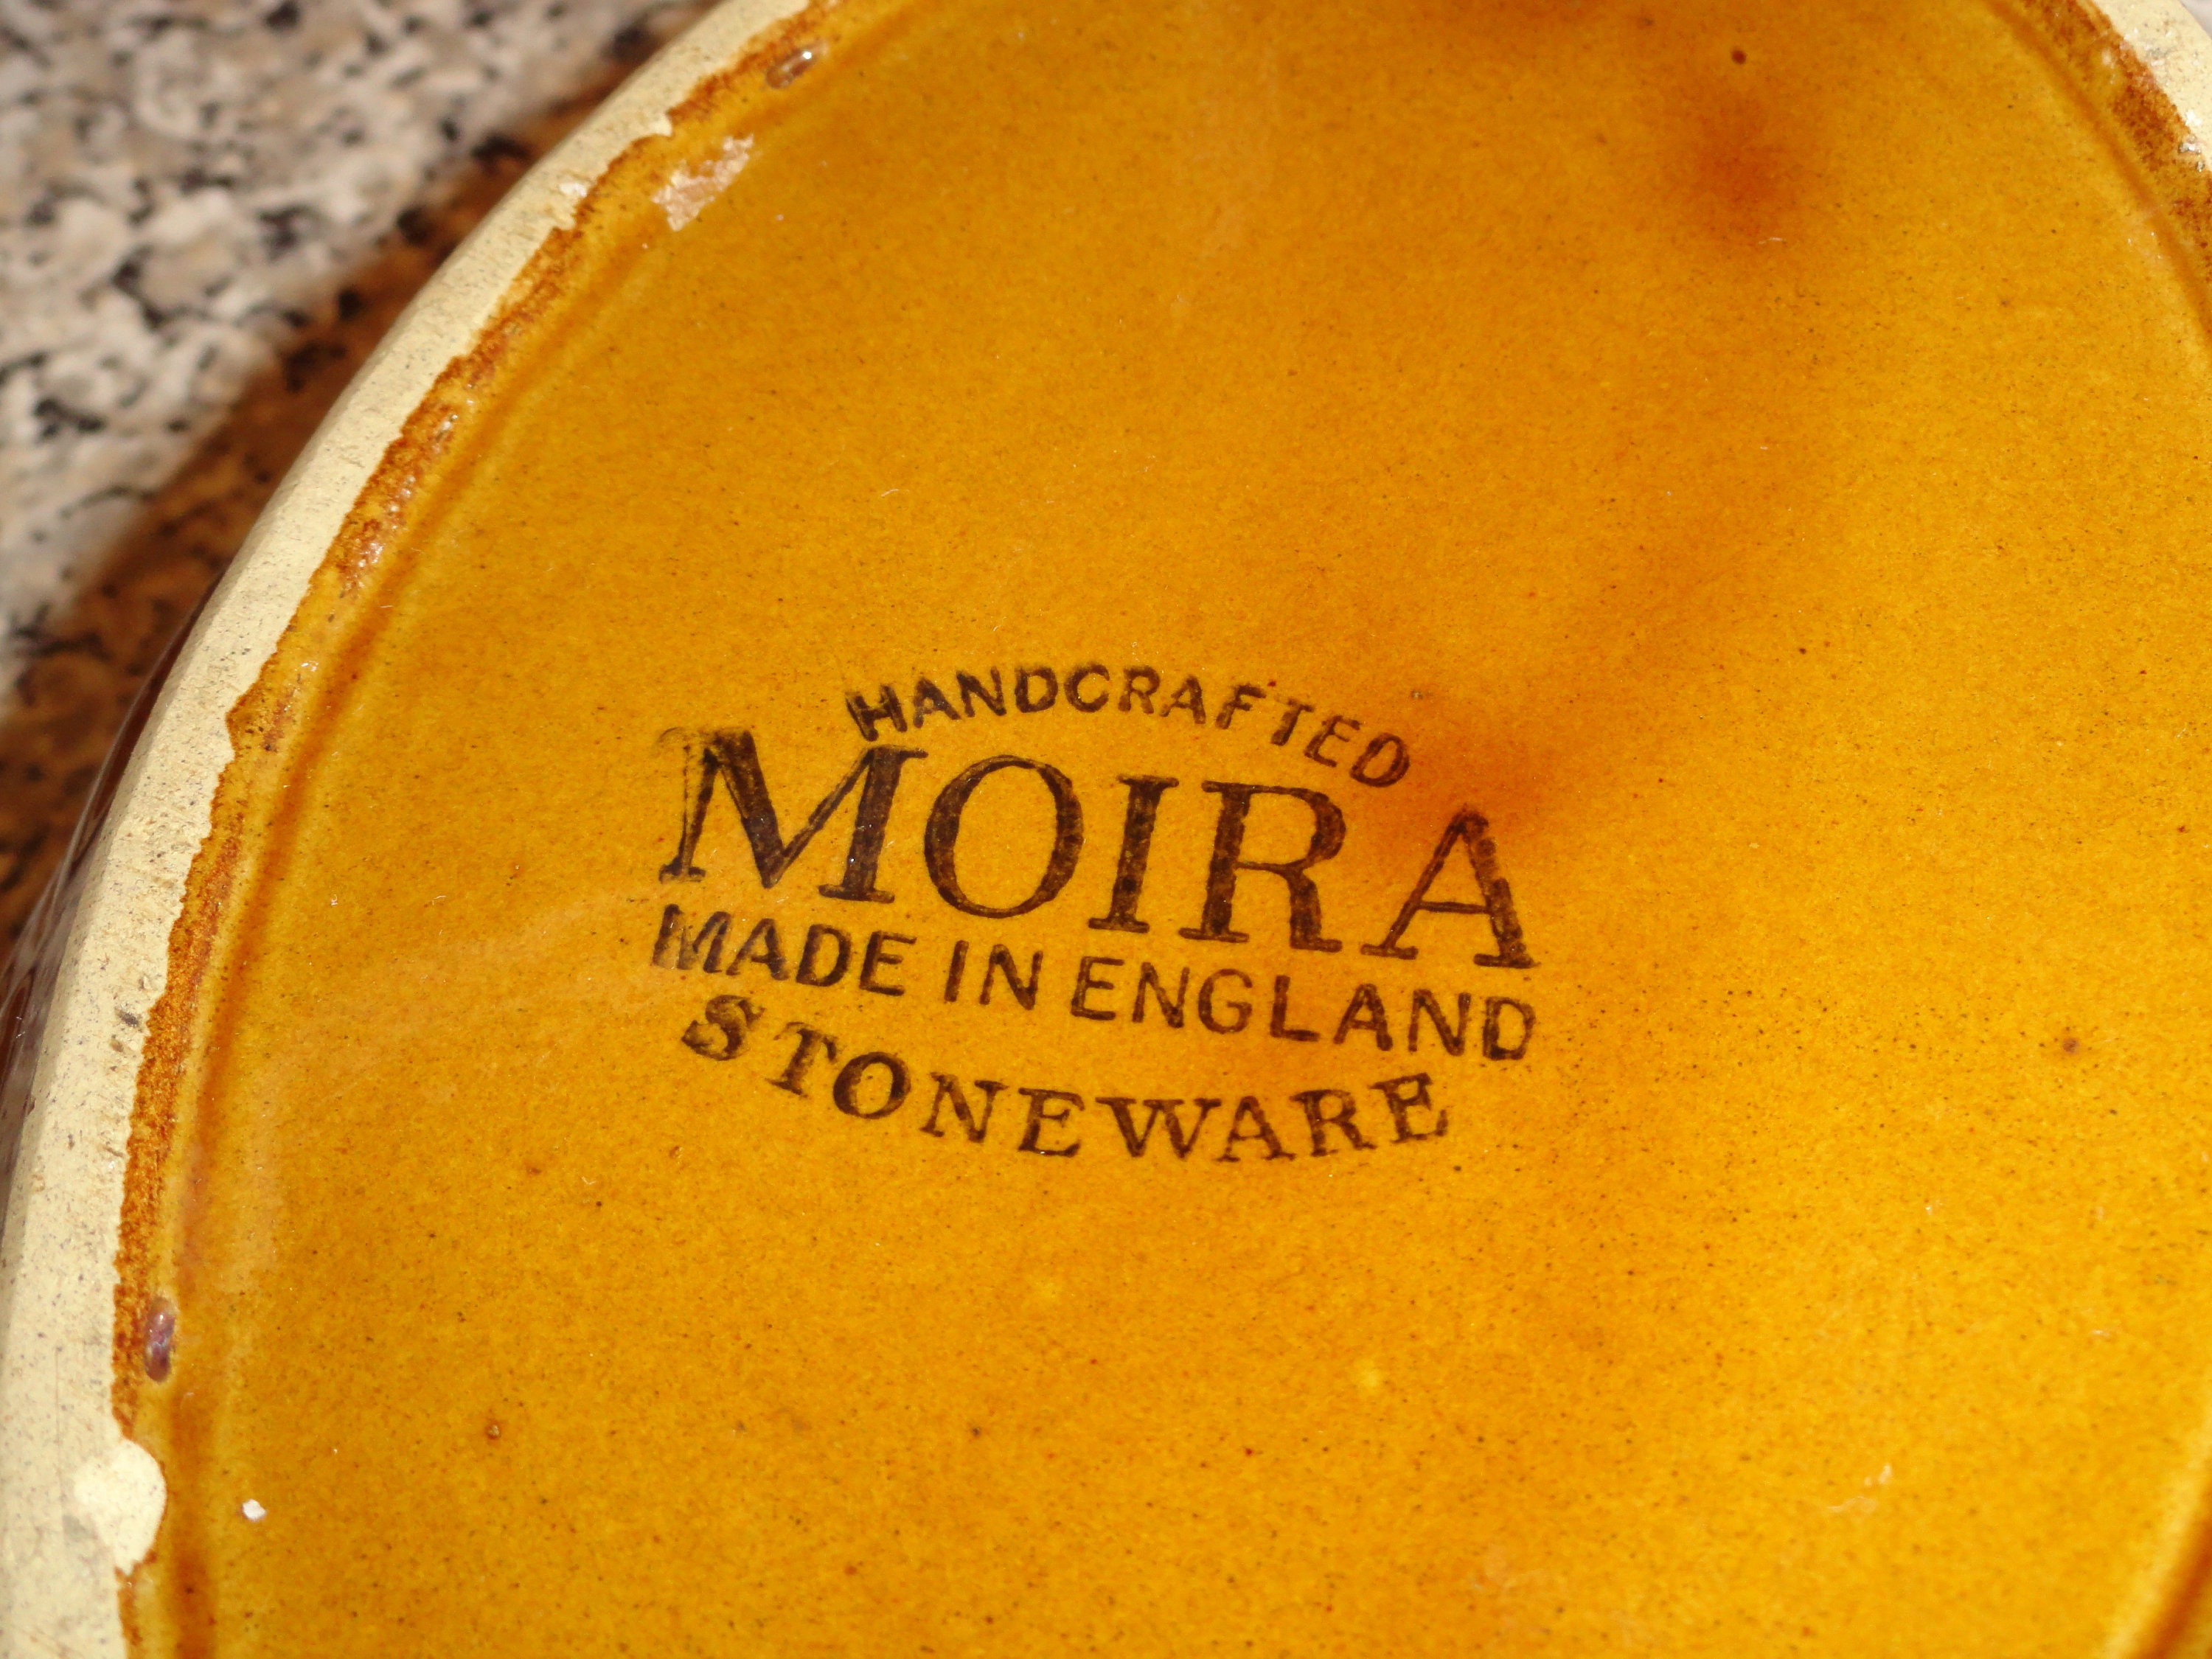 HANDCRAFTED
MOIRA
MADE IN ENGLAND
STONEWARE